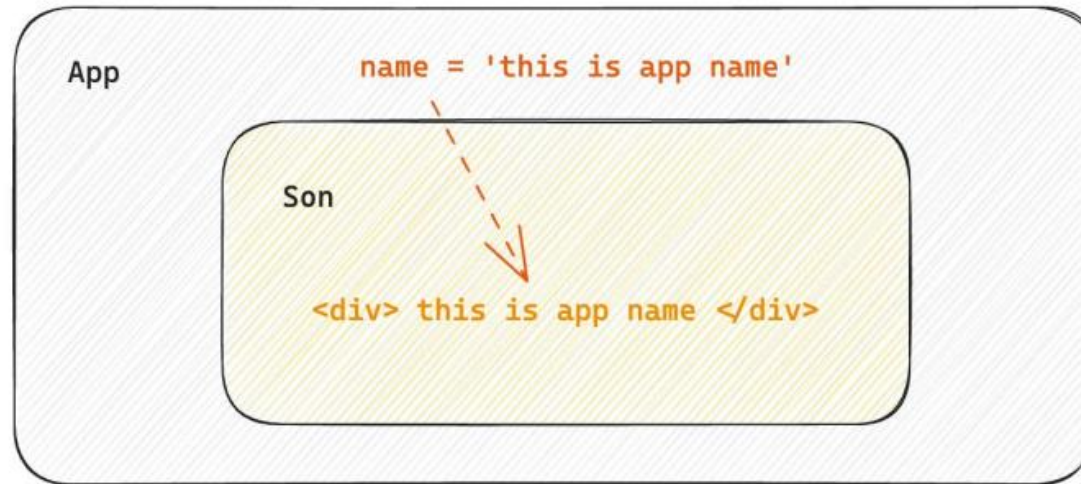 App
name = 'this is app name'
Son
<div> this is app name </div>